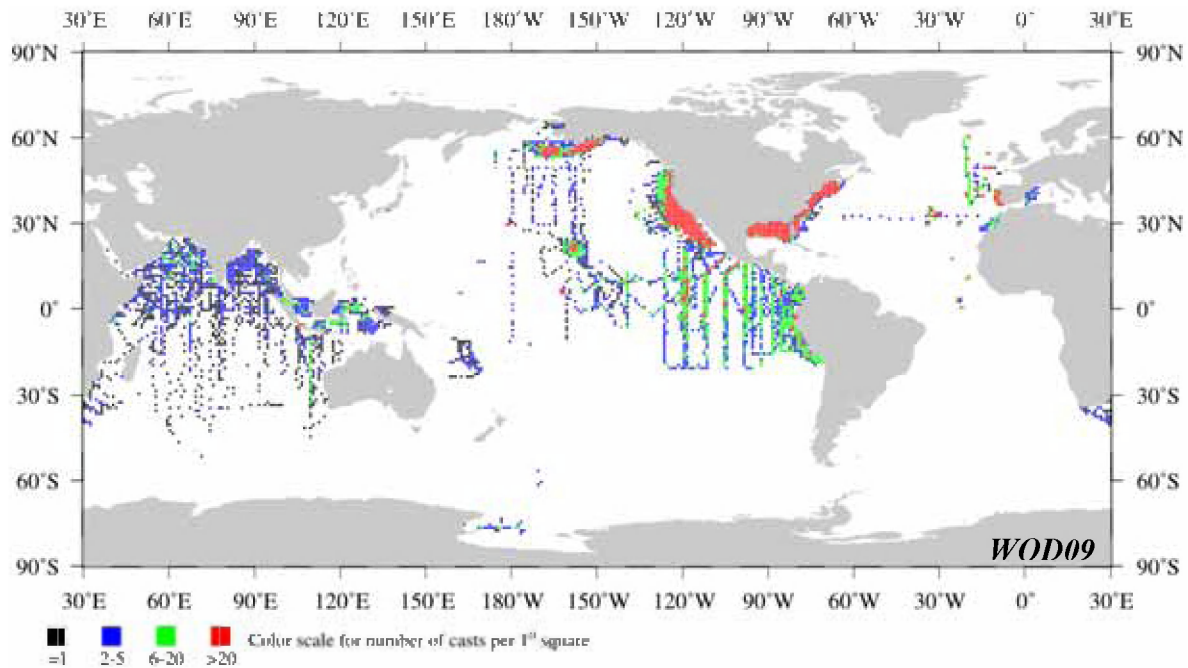 30˚E 60˚E 90˚E 120˚E 150˚E 180˚W 150˚W 120˚W 90˚W 60˚W 30˚W 0˚ 30˚E
90˚N 90˚N
60˚N 60˚N
30˚N 30˚N
0˚ 0˚
30˚S 30˚S
60˚S 60˚S
WOD09
90˚S 90˚S
30˚E 60˚E 90˚E 120˚E 150˚E 180˚W 150˚W 120˚W 90˚W 60˚W 30˚W 0˚ 30˚E
Color scale for number of casts per 1˚ square
=1 2-5 6-20 >20